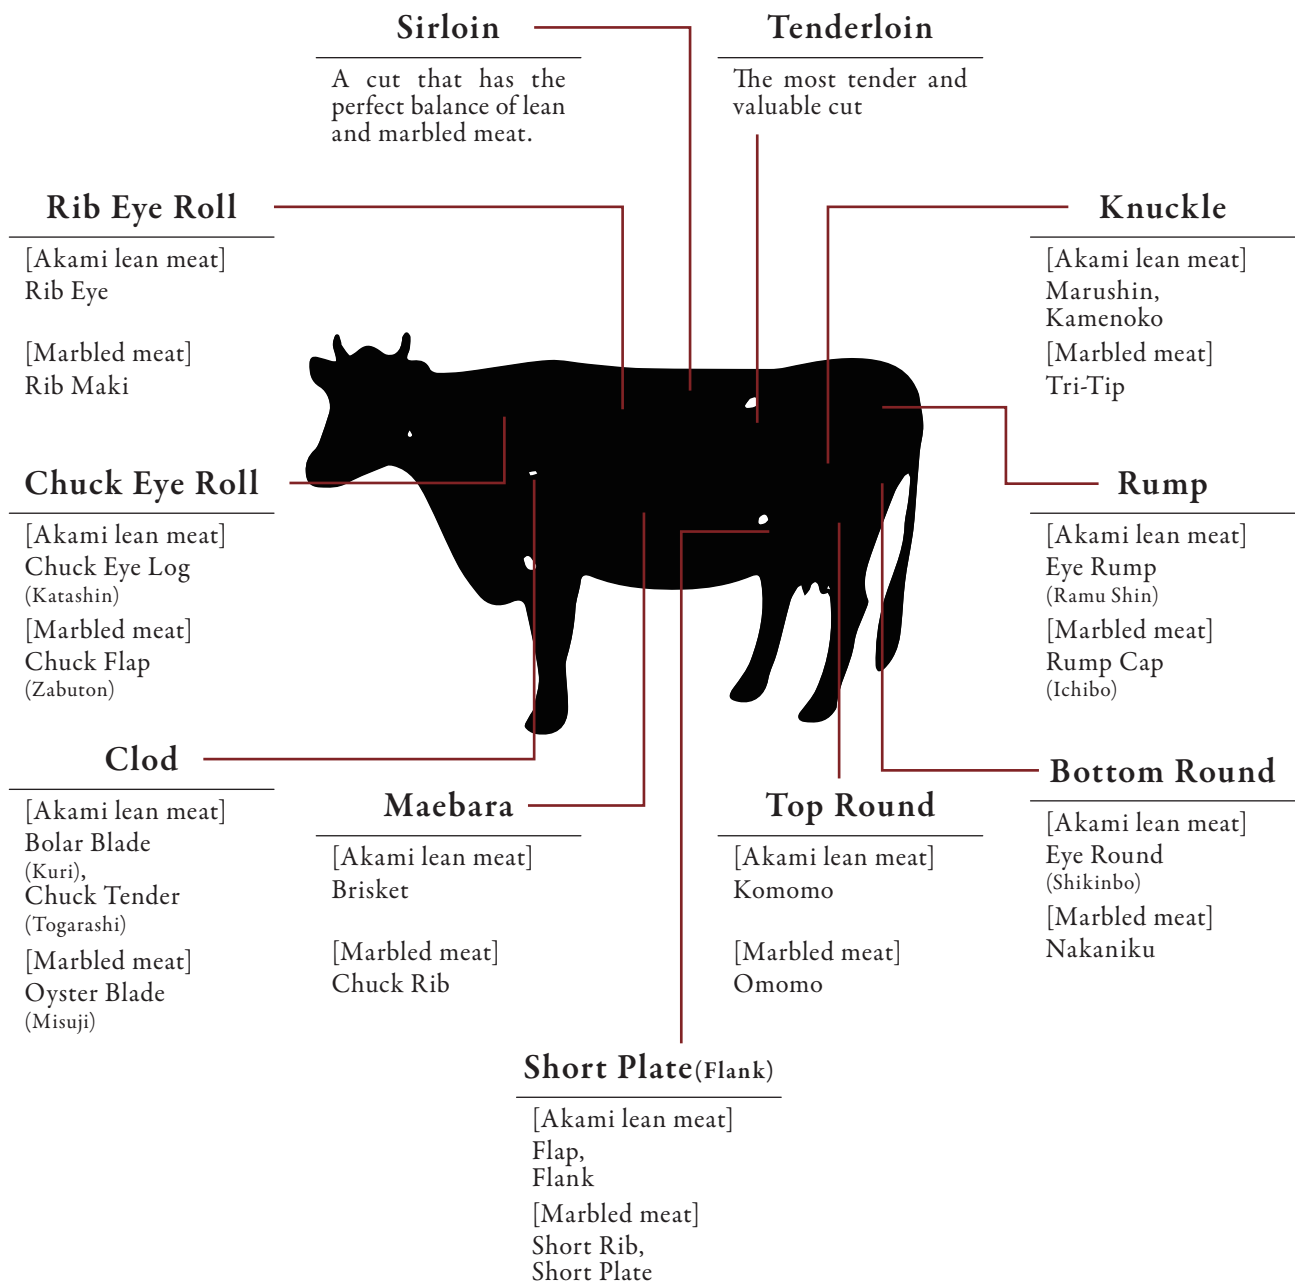 Sirloin
A cut that has the
perfect balance of lean
and marbled meat.
Tenderloin
The most tender and
valuable cut
Rib Eye Roll
[Akami lean meat]
Rib Eye
[Marbled meat]
Rib Maki
Knuckle
[Akami lean meat]
Marushin,
Kamenoko
[Marbled meat]
Tri-Tip
Chuck Eye Roll
[Akami lean meat]
Chuck Eye Log
(Katashin)
[Marbled meat]
Chuck Flap
(Zabuton)
Rump
[Akami lean meat]
Eye Rump
(Ramu Shin)
[Marbled meat]
Rump Cap
(Ichibo)
Clod
[Akami lean meat]
Bolar Blade
(Kuri),
Chuck Tender
(Togarashi)
[Marbled meat]
Oyster Blade
(Misuji)
Maebara
[Akami lean meat]
Brisket
[Marbled meat]
Chuck Rib
Top Round
[Akami lean meat]
Komomo
[Marbled meat]
Omomo
Bottom Round
[Akami lean meat]
Eye Round
(Shikinbo)
[Marbled meat]
Nakaniku
Short Plate(Flank)
[Akami lean meat]
Flap,
Flank
[Marbled meat]
Short Rib,
Short Plate